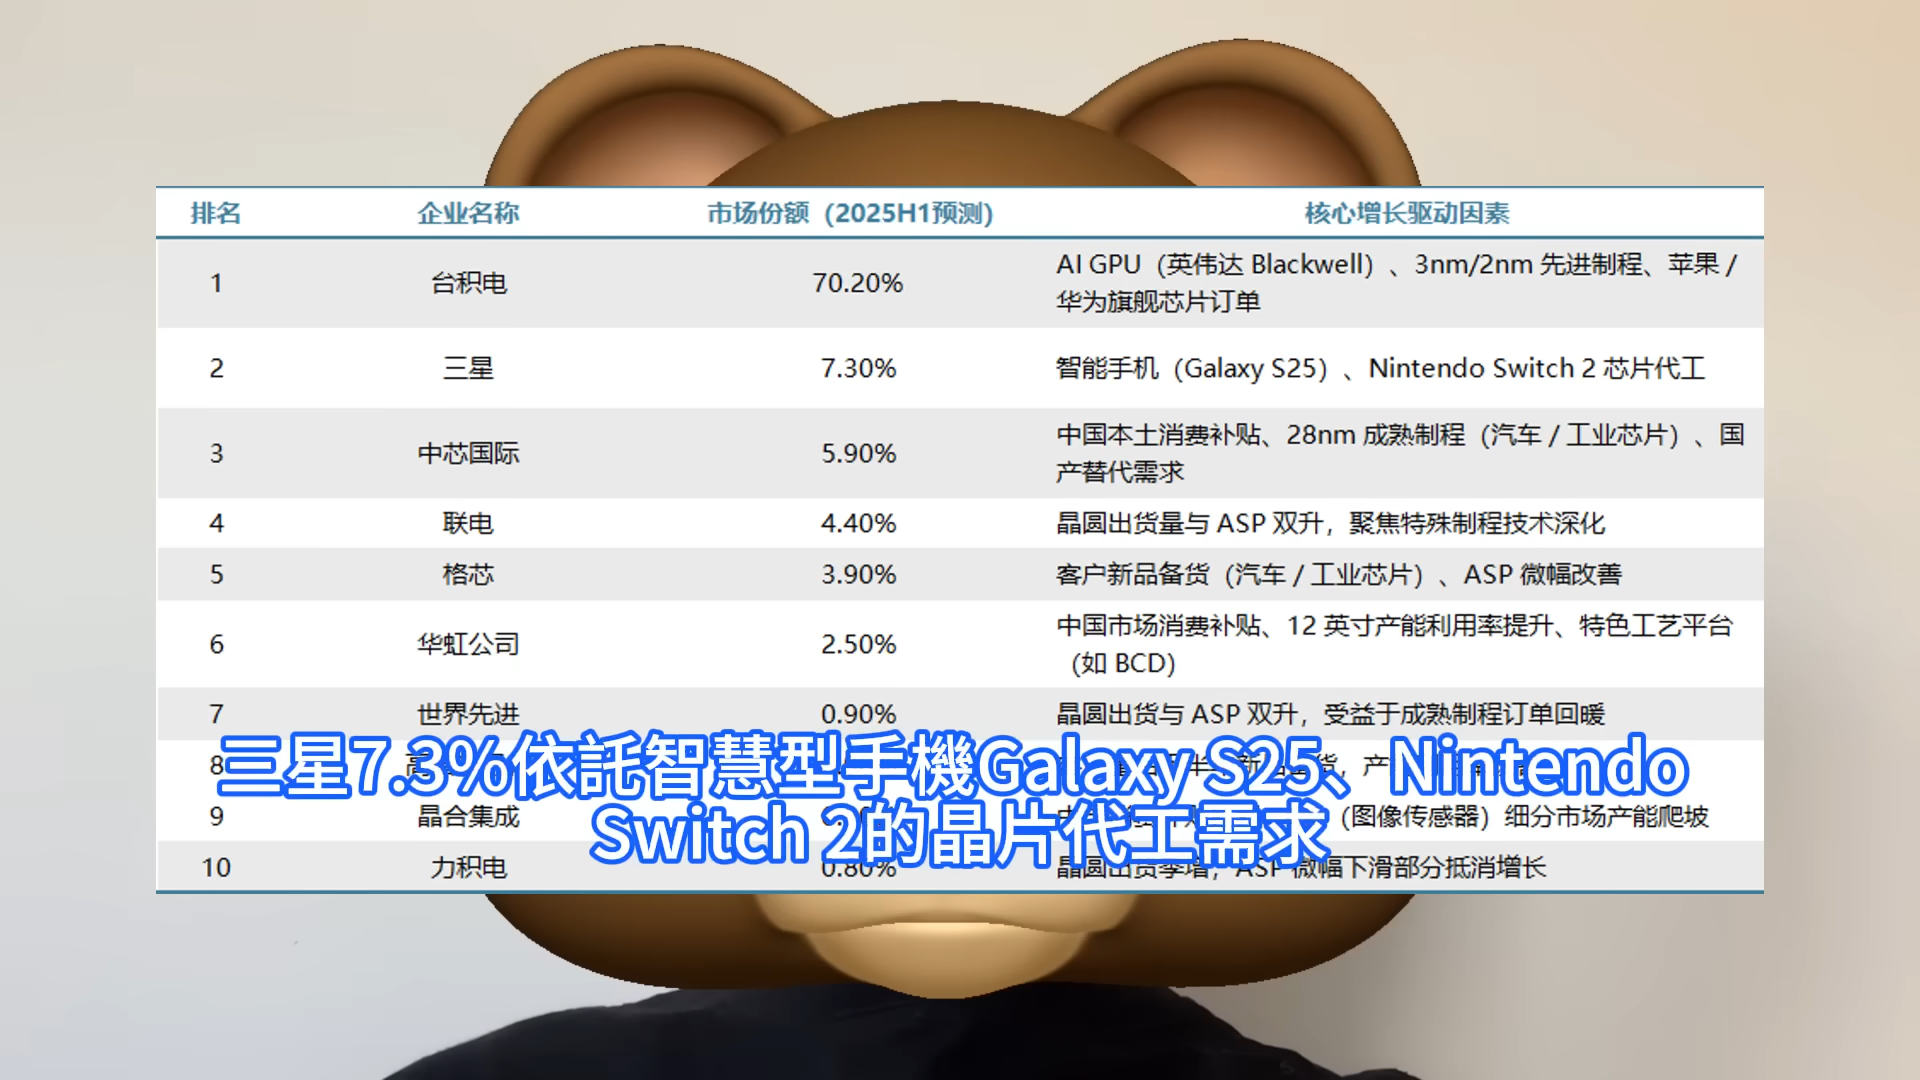 排名 企业名称 市场份额（2025H1预测） 核心增长驱动因素
1 台积电 70.20% AI GPU（英伟达 Blackwell）、3nm/2nm 先进制程、苹果 /
华为旗舰芯片订单
2 三星 7.30% 智能手机（Galaxy S25）、Nintendo Switch 2 芯片代工
3 中芯国际 5.90% 中国本土消费补贴、28nm 成熟制程（汽车 / 工业芯片）、国
产替代需求
4 联电 4.40% 晶圆出货量与 ASP 双升，聚焦特殊制程技术深化
5 格芯 3.90% 客户新品备货（汽车 / 工业芯片）、ASP 微幅改善
6 华虹公司 2.50% 中国市场消费补贴、12 英寸产能利用率提升、特色工艺平台
（如 BCD）
7 世界先进 0.90% 晶圆出货与 ASP 双升，受益于成熟制程订单回暖
8
9 晶合集成 （图像传感器）细分市场产能爬坡
10 力积电 0.80% 晶圆出货季增，ASP 微幅下滑部分抵消增长
三星7.3%依託智慧型手機Galaxy S25、Nintendo
Switch 2的晶片代工需求